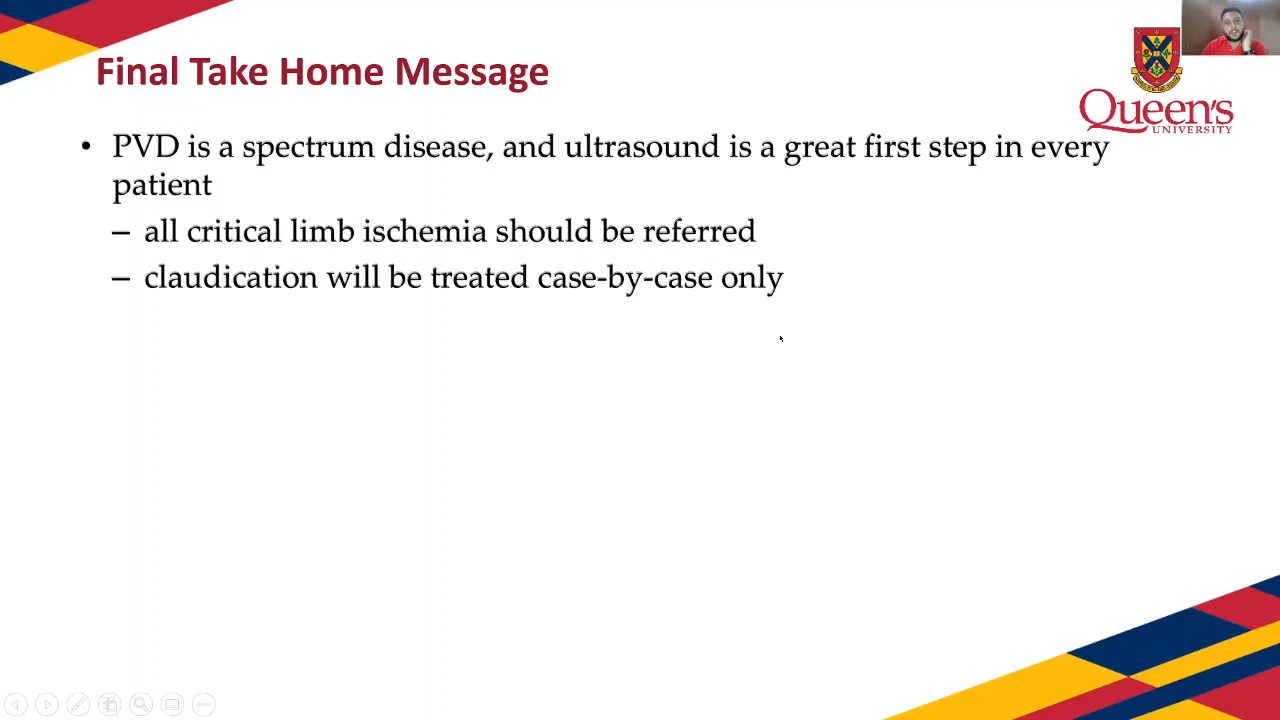 Final Take Home Message
Queen's
UNIVERSITY
• PVD is a spectrum disease, and ultrasound is a great first step in every
patient
– all critical limb ischemia should be referred
– claudication will be treated case-by-case only